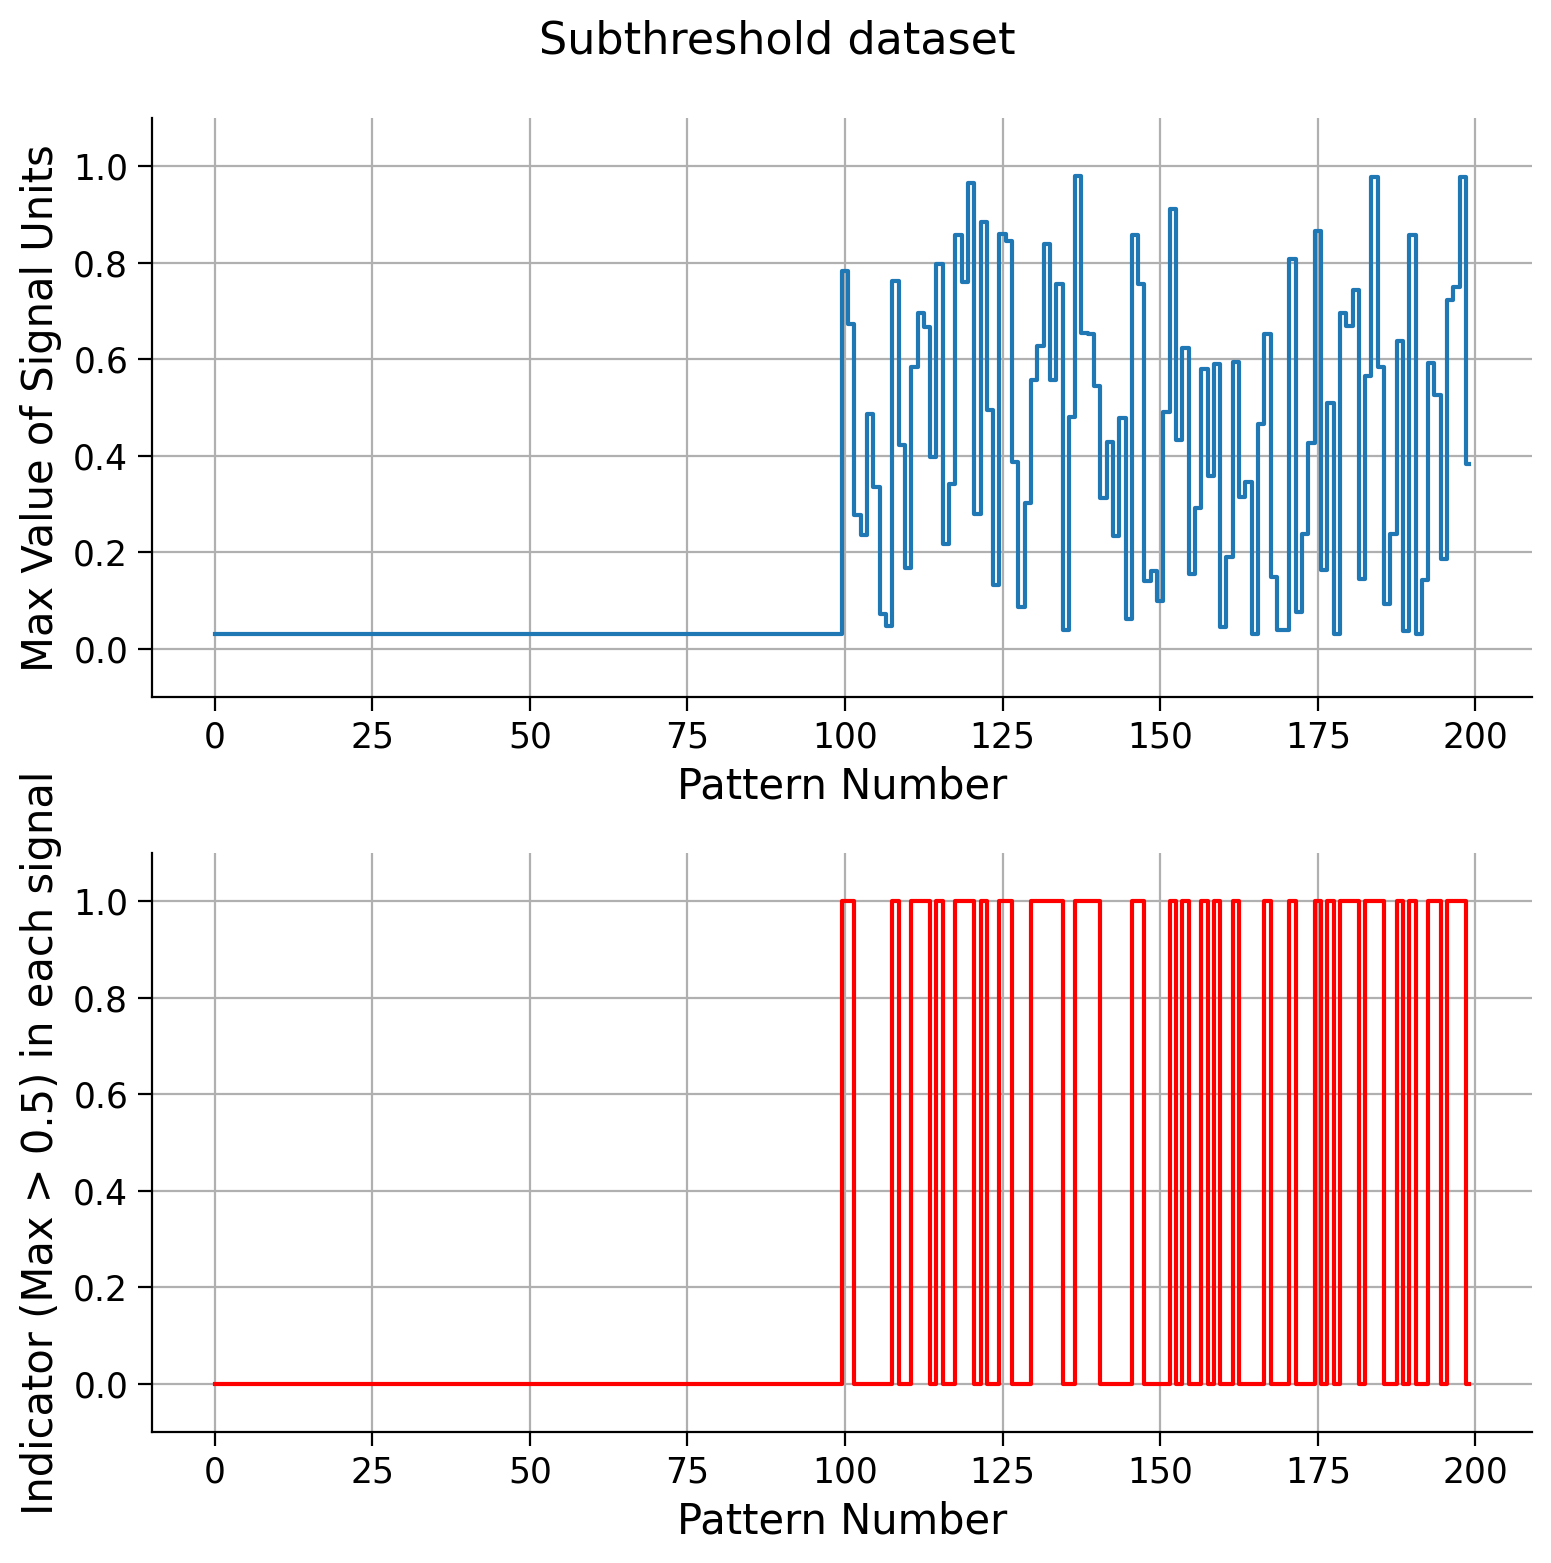 Subthreshold dataset
Max Value of Signal Units
1.0
0.8
0.6
0.4
0.2
0.0
0 25 50 75 100 125 150 175 200
Pattern Number
Indicator (Max > 0.5) in each signal
1.0
0.8
0.6
0.4
0.2
0.0
0 25 50 75 100 125 150 175 200
Pattern Number